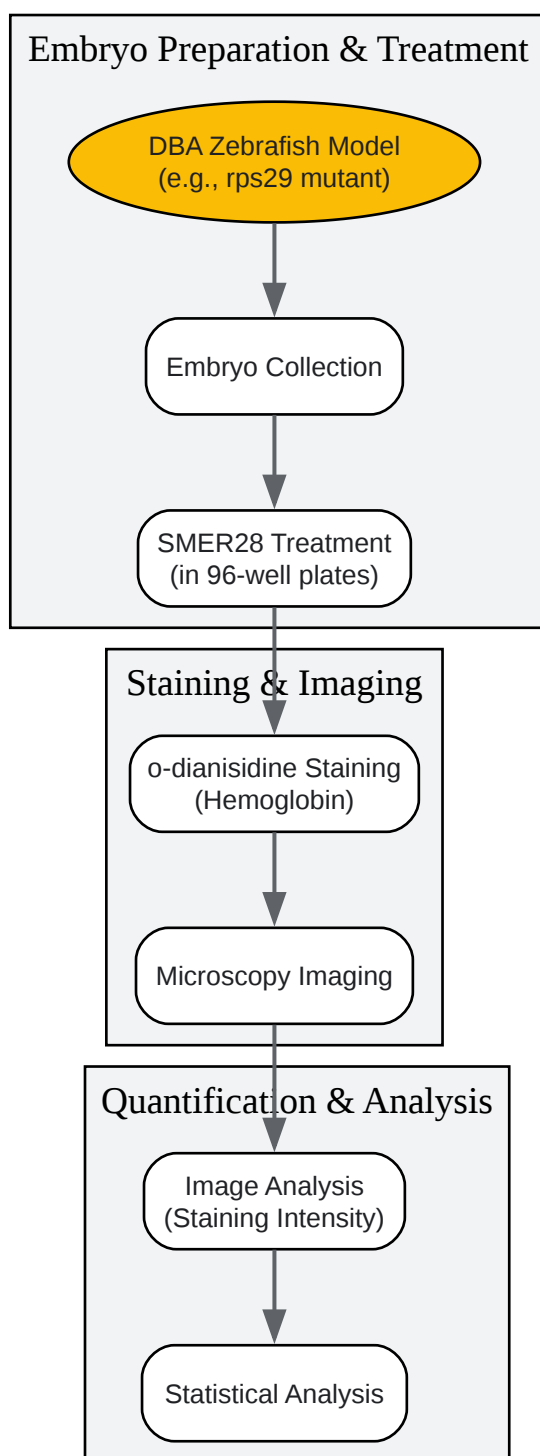 Embryo Preparation & Treatment
DBA Zebrafish Model
(e.g., rps29 mutant)
Embryo Collection
SMER28 Treatment
(in 96-well plates)
Staining & Imaging
o-dianisidine Staining
(Hemoglobin)
Microscopy Imaging
Quantification & Analysis
Image Analysis
(Staining Intensity)
Statistical Analysis